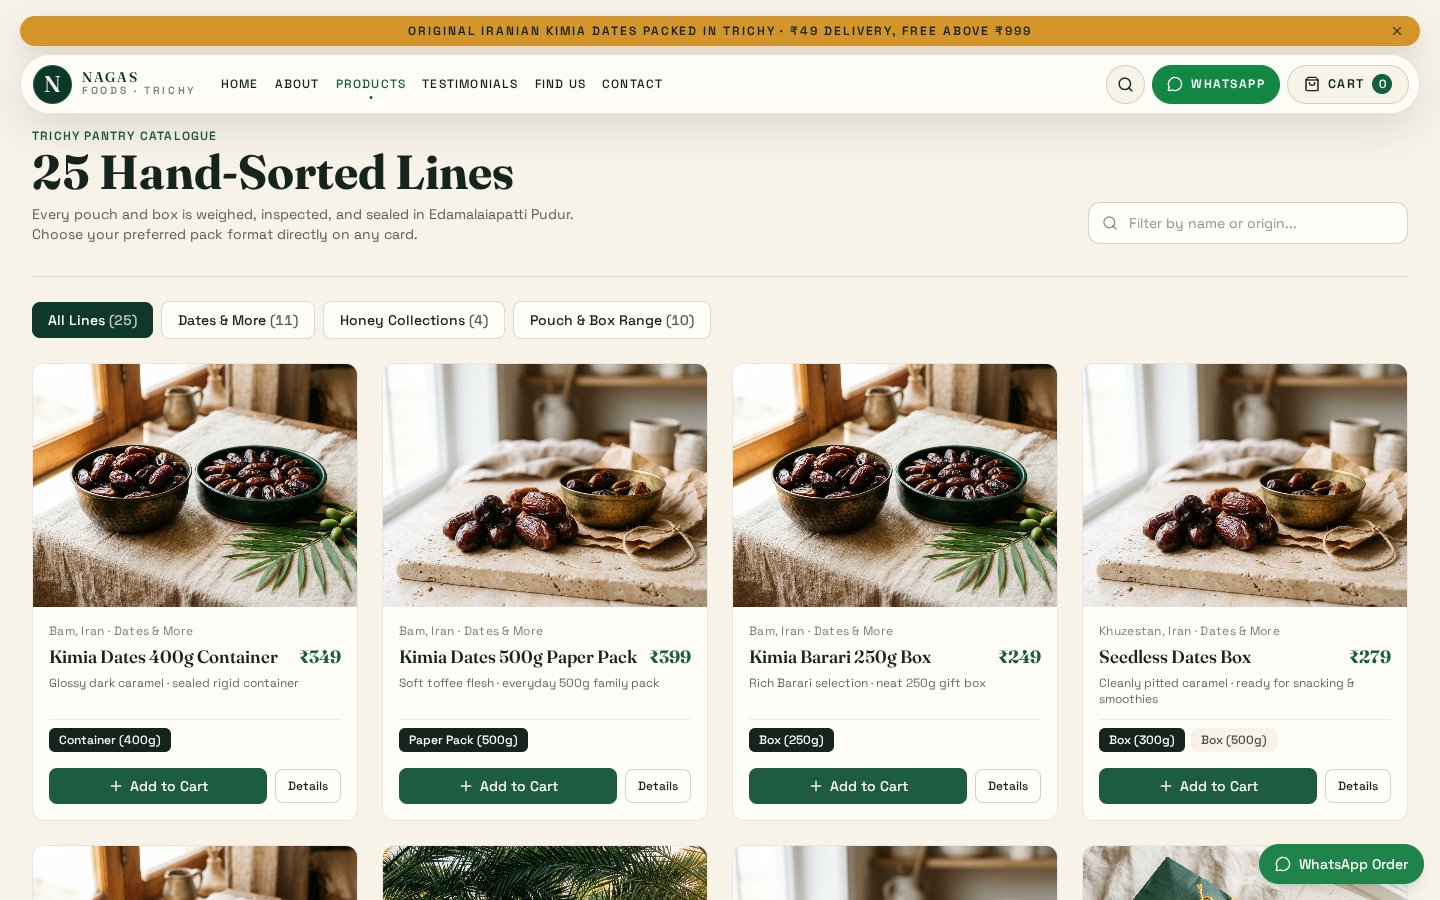 ORIGINAL IRANIAN KIMIA DATES PACKED IN TRICHY · ₹49 DELIVERY, FREE ABOVE ₹999
N
NAGAS
FOODS · TRICHY
HOME
ABOUT
PRODUCTS
TESTIMONIALS
FIND US
CONTACT
WHATSAPP
CART 0
TRICHY PANTRY CATALOGUE
25 Hand-Sorted Lines
Every pouch and box is weighed, inspected, and sealed in Edamalaiapatti Pudur.
Choose your preferred pack format directly on any card.
Filter by name or origin...
All Lines (25)
Dates & More (11)
Honey Collections (4)
Pouch & Box Range (10)
Bam, Iran · Dates & More
Kimia Dates 400g Container ₹349
Glossy dark caramel · sealed rigid container
Container (400g)
Add to Cart
Details
Bam, Iran · Dates & More
Kimia Dates 500g Paper Pack ₹399
Soft toffee flesh · everyday 500g family pack
Paper Pack (500g)
Add to Cart
Details
Bam, Iran · Dates & More
Kimia Barari 250g Box ₹249
Rich Barari selection · neat 250g gift box
Box (250g)
Add to Cart
Details
Khuzestan, Iran · Dates & More
Seedless Dates Box ₹279
Cleanly pitted caramel · ready for snacking &
smoothies
Box (300g)
Box (500g)
Add to Cart
Details
WhatsApp Order